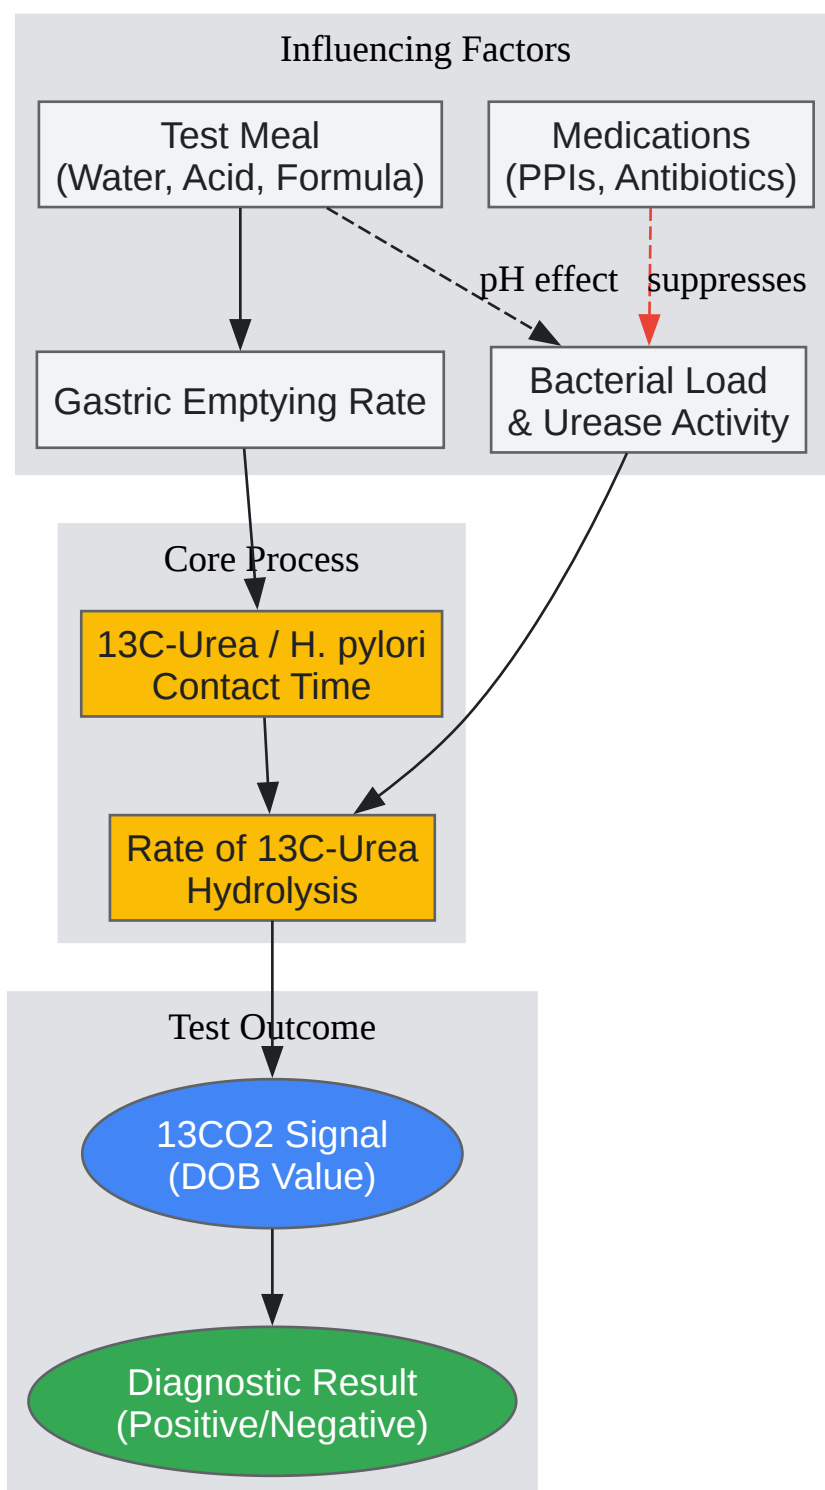 Influencing Factors
Test Meal
(Water, Acid, Formula)
Medications
(PPIs, Antibiotics)
pH effect
suppresses
Gastric Emptying Rate
Bacterial Load
& Urease Activity
Core Process
13C-Urea / H. pylori
Contact Time
Rate of 13C-Urea
Hydrolysis
Test Outcome
13CO2 Signal
(DOB Value)
Diagnostic Result
(Positive/Negative)